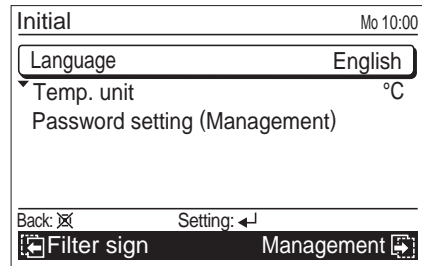 Initial Mo 10:00
Language English
Temp. unit °C
Password setting (Management)
Back: Setting:
Filter sign Management